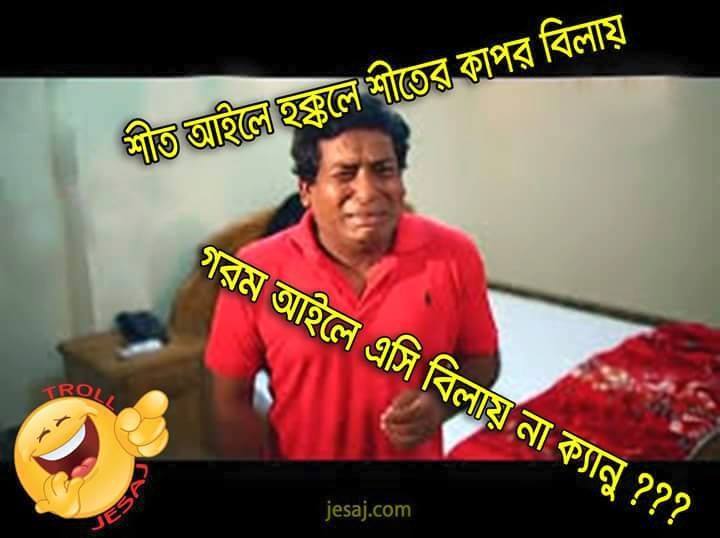 শীত আইলে হক্কলে শীতের কাপর বিলায়
গরম আইলে এসি বিলায় না ক্যানু ???
TROLL
JESAJ
jesaj.com